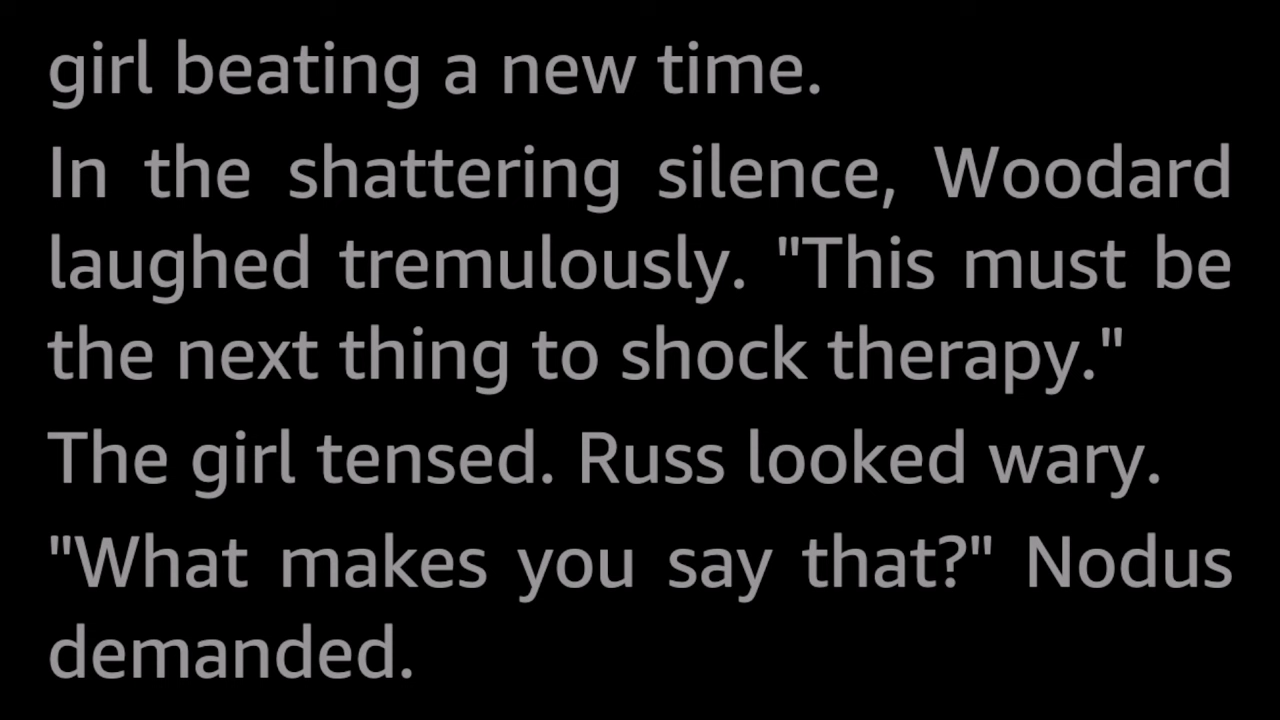 girl beating a new time.
In the shattering silence, Woodard
laughed tremulously. "This must be
the next thing to shock therapy."
The girl tensed. Russ looked wary.
"What makes you say that?" Nodus
demanded.